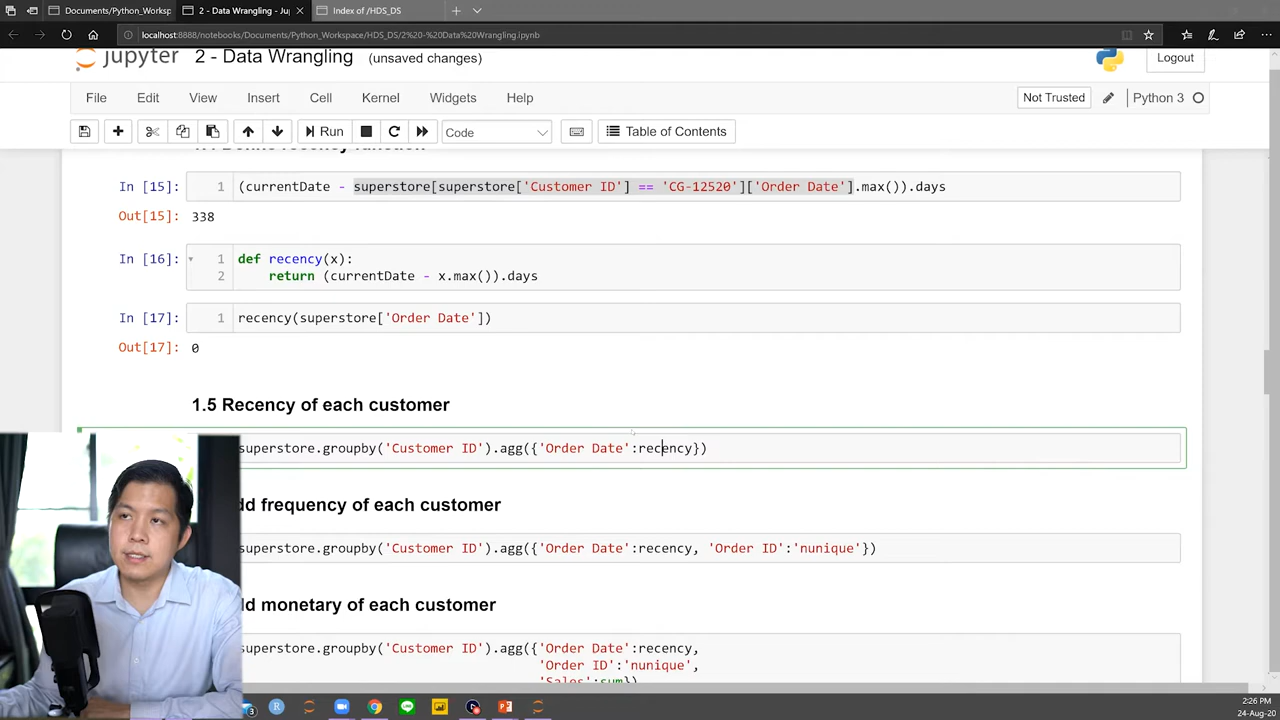 Documents/Python_Worksp
2 - Data Wrangling - Ju
Index of /HDS_DS
localhost:8888/notebooks/Documents/Python_Workspace/HDS_DS/2%20-%20Data%20Wrangling.ipynb
jupyter 2 - Data Wrangling (unsaved changes)
Logout
File Edit View Insert Cell Kernel Widgets Help
Not Trusted
Python 3
Run
Code
Table of Contents
1.4 Define recency function
In [15]: 1 (currentDate - superstore[superstore['Customer ID'] == 'CG-12520']['Order Date'].max()).days
Out[15]: 338
In [16]: 1 def recency(x):
2 return (currentDate - x.max()).days
In [17]: 1 recency(superstore['Order Date'])
Out[17]: 0
1.5 Recency of each customer
superstore.groupby('Customer ID').agg({'Order Date':recency})
dd frequency of each customer
superstore.groupby('Customer ID').agg({'Order Date':recency, 'Order ID':'nunique'})
dd monetary of each customer
superstore.groupby('Customer ID').agg({'Order Date':recency,
'Order ID':'nunique',
'Sales':sum})
2:26 PM
24-Aug-20